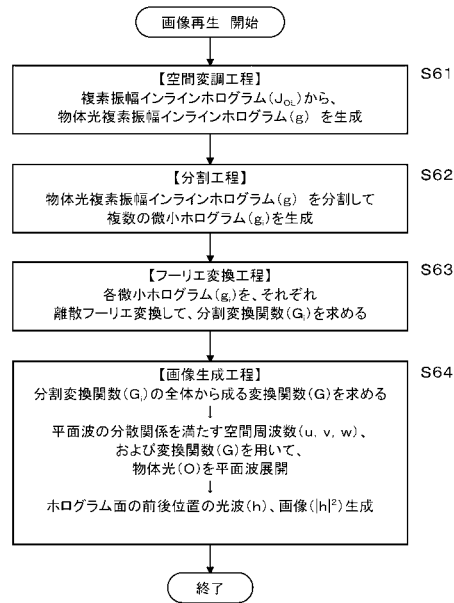 画像再生 開始
S61
【空間変調工程】
複素振幅インラインホログラム(J_OL)から、
物体光複素振幅インラインホログラム(g) を生成
S62
【分割工程】
物体光複素振幅インラインホログラム(g) を分割して
複数の微小ホログラム(g_i)を生成
S63
【フーリエ変換工程】
各微小ホログラム(g_i)を、それぞれ
離散フーリエ変換して、分割変換関数(G_i)を求める
S64
【画像生成工程】
分割変換関数(G_i)の全体から成る変換関数(G)を求める
↓
平面波の分散関係を満たす空間周波数(u, v, w)、
および変換関数(G)を用いて、
物体光(O)を平面波展開
↓
ホログラム面の前後位置の光波(h)、画像(|h|²)生成
終了